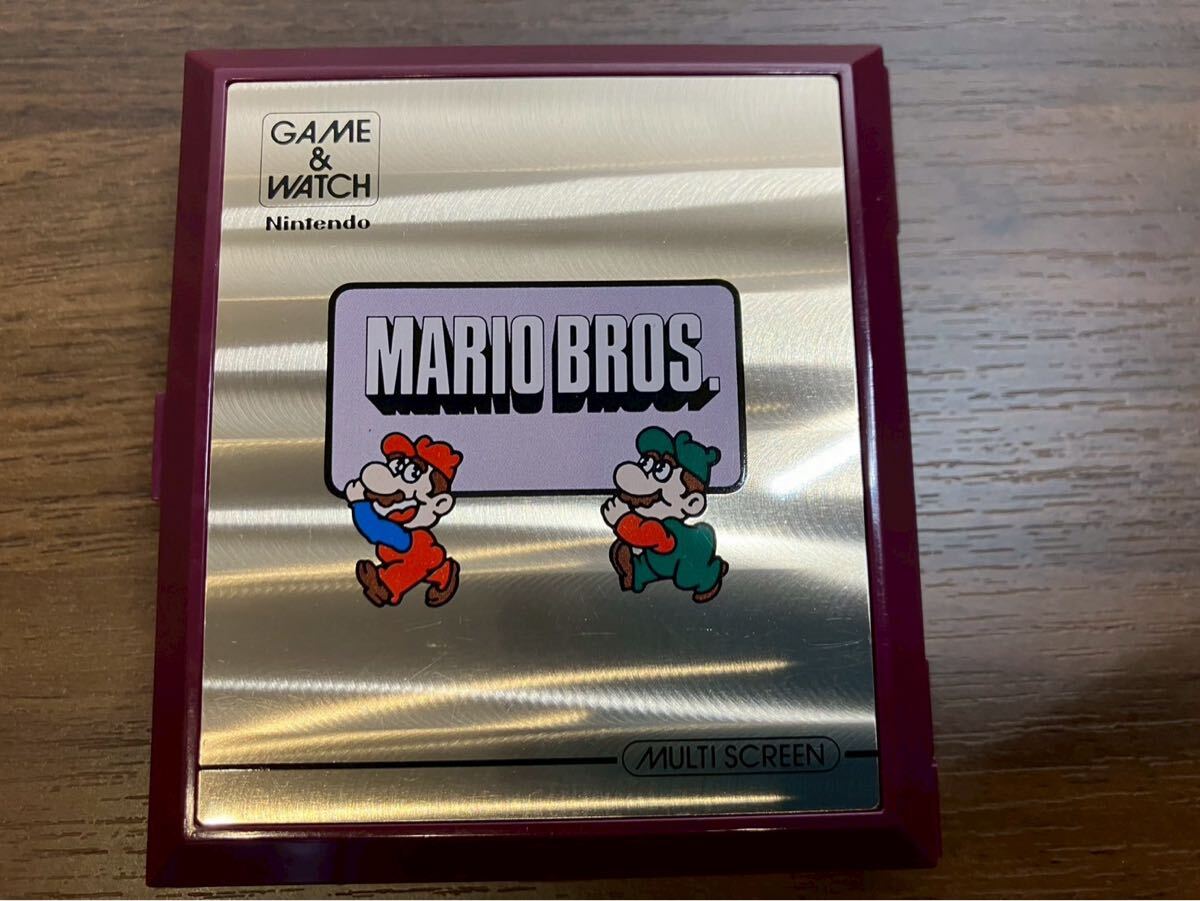 GAME
&
WATCH
Nintendo
MARIO BROS.
MULTI SCREEN